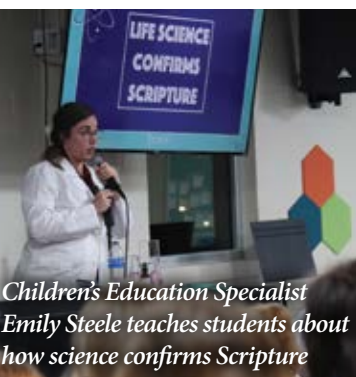 LIFE SCIENCE
CONFIRMS
SCRIPTURE
Children's Education Specialist
Emily Steele teaches students about
how science confirms Scripture